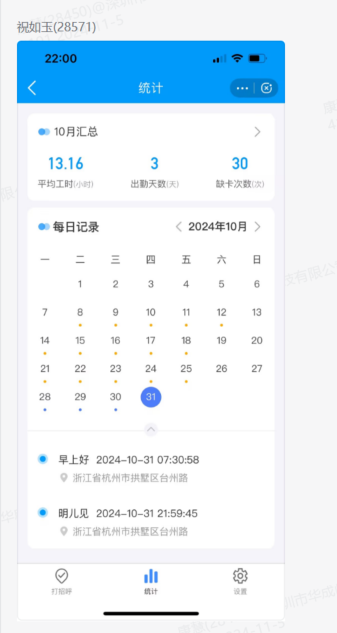 祝如玉(28571)
22:00
统计
10月汇总
13.16 3 30
平均工时(小时) 出勤天数(天) 缺卡次数(次)
每日记录 2024年10月
一 二 三 四 五 六 日
1 2 3 4 5 6
7 8 9 10 11 12 13
14 15 16 17 18 19 20
21 22 23 24 25 26 27
28 29 30 31
早上好 2024-10-31 07:30:58
浙江省杭州市拱墅区台州路
明儿见 2024-10-31 21:59:45
浙江省杭州市拱墅区台州路
打招呼 统计 设置